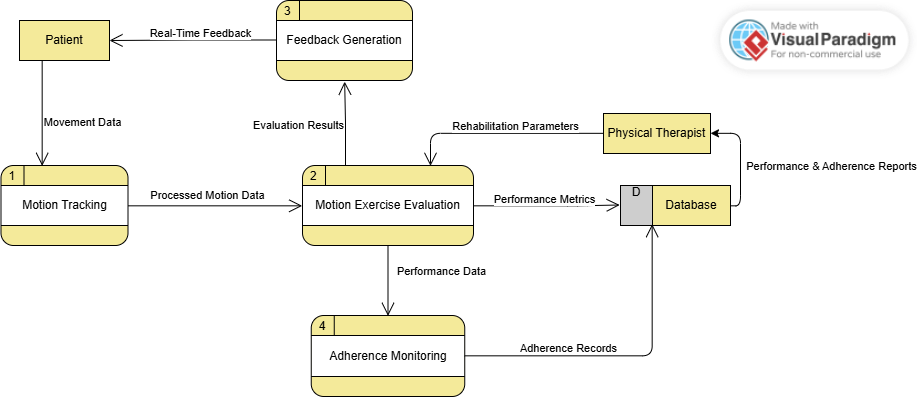 3
Made with
Visual Paradigm
For non-commercial use
Patient
Real-Time Feedback
Feedback Generation
Movement Data
Evaluation Results
Rehabilitation Parameters
Physical Therapist
Performance & Adherence Reports
1
Motion Tracking
Processed Motion Data
2
Motion Exercise Evaluation
Performance Metrics
D
Database
Performance Data
4
Adherence Monitoring
Adherence Records